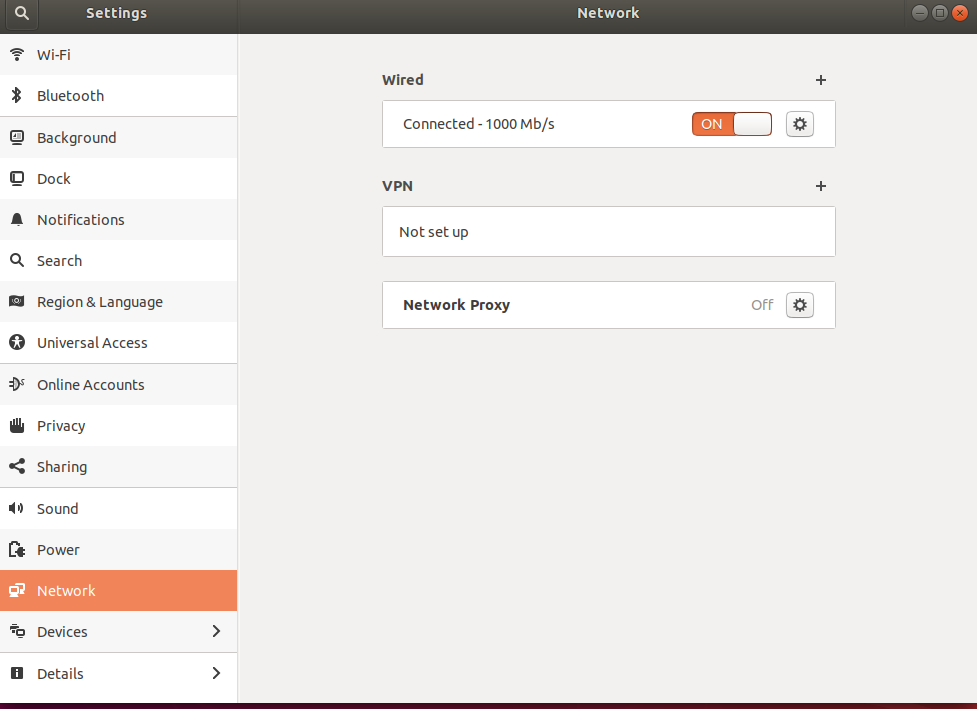 Settings
Network
Wi-Fi
Bluetooth
Background
Dock
Notifications
Search
Region & Language
Universal Access
Online Accounts
Privacy
Sharing
Sound
Power
Network
Devices
Details
Wired
Connected - 1000 Mb/s
ON
VPN
Not set up
Network Proxy
Off